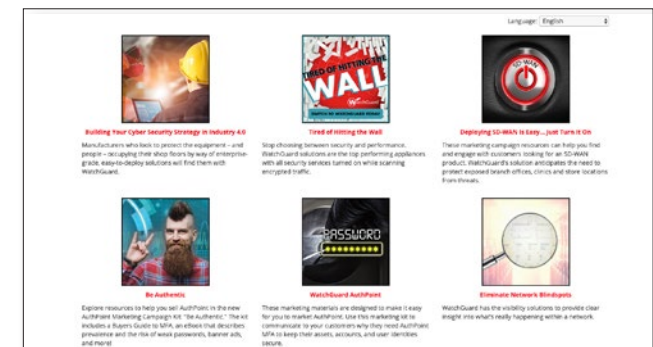 Language: English
TIRED OF HITTING THE
WALL
SWITCH TO WATCHGUARD TODAY
WatchGuard
SD-WAN
Building Your Cyber Security Strategy in Industry 4.0
Manufacturers who look to protect the equipment – and
people – occupying their shop floors by way of enterprise-
grade, easy-to-deploy solutions will find them with
WatchGuard.
Tired of Hitting the Wall
Stop choosing between security and performance.
WatchGuard solutions are the top performing appliances
with all security services turned on while scanning
encrypted traffic.
Deploying SD-WAN is Easy...Just Turn it On
These marketing campaign resources can help you find
and engage with customers looking for an SD-WAN
product. WatchGuard's solution anticipates the need to
protect exposed branch offices, clinics and store locations
from threats.
PASSWORD
Be Authentic
Explore resources to help you sell AuthPoint in the new
AuthPoint Marketing Campaign Kit: "Be Authentic." The kit
includes a Buyers Guide to MFA, an eBook that describes
prevalence and the risk of weak passwords, banner ads,
and more!
WatchGuard AuthPoint
These marketing materials are designed to make it easy
for you to market AuthPoint. Use this marketing kit to
communicate to your customers why they need AuthPoint
MFA to keep their assets, accounts, and user identities
secure.
Eliminate Network Blindspots
WatchGuard has the visibility solutions to provide clear
insight into what's really happening within a network.